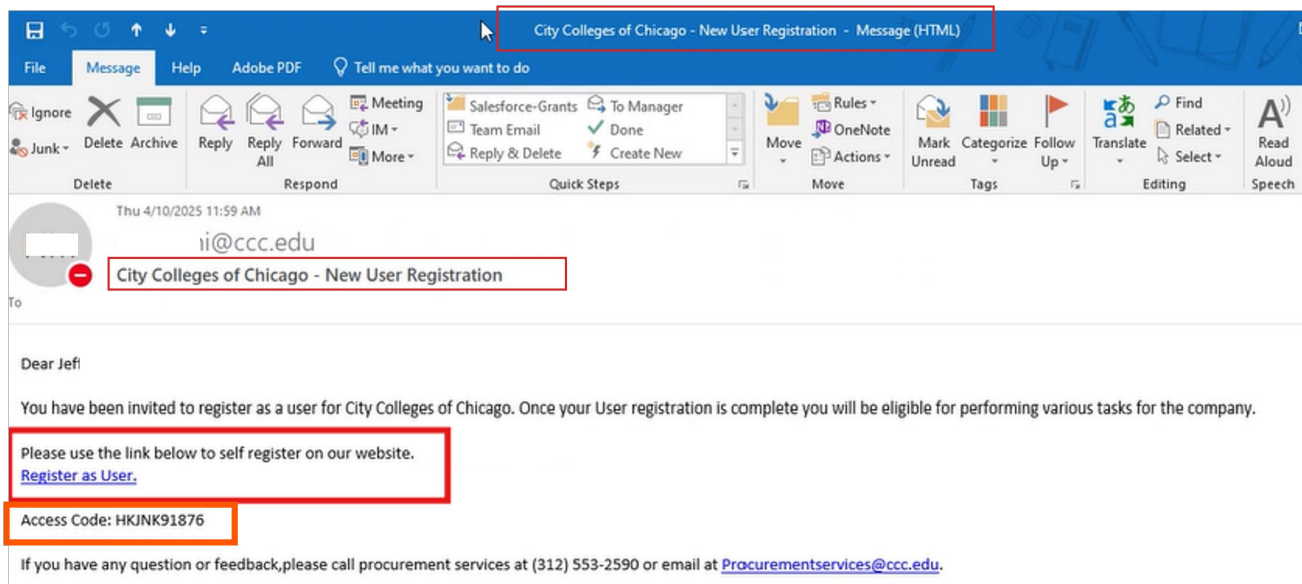 City Colleges of Chicago - New User Registration - Message (HTML)
File Message Help Adobe PDF Tell me what you want to do
Ignore
Junk
Delete
Archive
Delete
Reply
Reply All
Forward
Meeting
IM
More
Respond
Salesforce-Grants
To Manager
Team Email
Done
Reply & Delete
Create New
Quick Steps
Move
Rules
OneNote
Actions
Move
Mark Unread
Categorize
Follow Up
Tags
Translate
Find
Related
Select
Editing
Read Aloud
Speech
Thu 4/10/2025 11:59 AM
@ccc.edu
City Colleges of Chicago - New User Registration
To
Dear Jeff
You have been invited to register as a user for City Colleges of Chicago. Once your User registration is complete you will be eligible for performing various tasks for the company.
Please use the link below to self register on our website.
Register as User.
Access Code: HKJNK91876
If you have any question or feedback,please call procurement services at (312) 553-2590 or email at Procurementservices@ccc.edu.